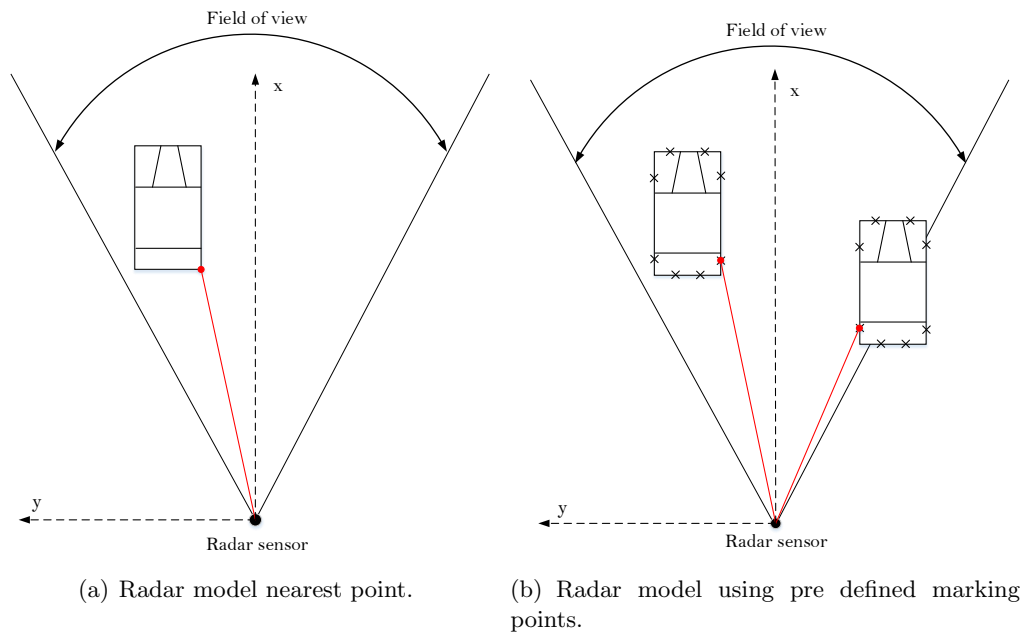 Field of view
x
y
Radar sensor
(a) Radar model nearest point.
Field of view
x
y
Radar sensor
(b) Radar model using pre defined marking
points.